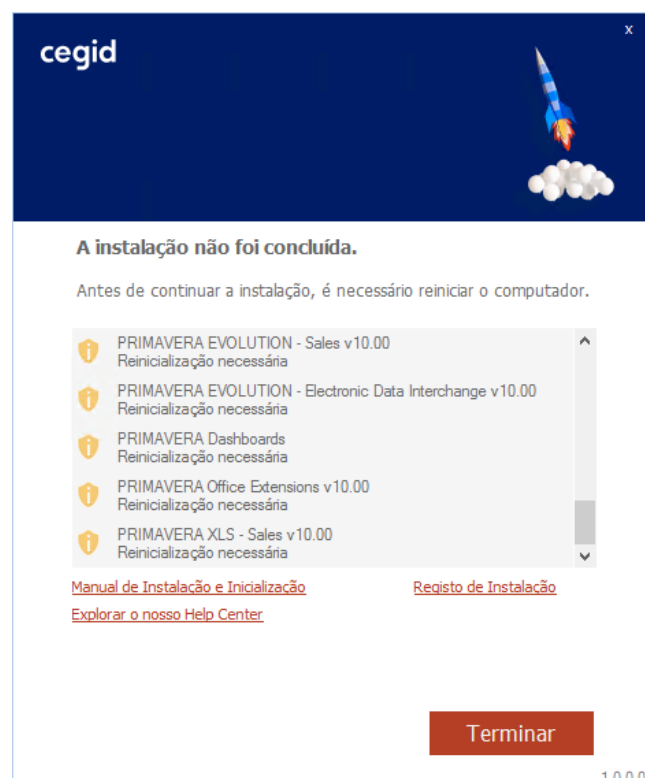 cegid
x
A instalação não foi concluída.
Antes de continuar a instalação, é necessário reiniciar o computador.
PRIMAVERA EVOLUTION - Sales v10.00
Reinicialização necessária
PRIMAVERA EVOLUTION - Electronic Data Interchange v10.00
Reinicialização necessária
PRIMAVERA Dashboards
Reinicialização necessária
PRIMAVERA Office Extensions v10.00
Reinicialização necessária
PRIMAVERA XLS - Sales v10.00
Reinicialização necessária
Manual de Instalação e Inicialização
Registo de Instalação
Explorar o nosso Help Center
Terminar